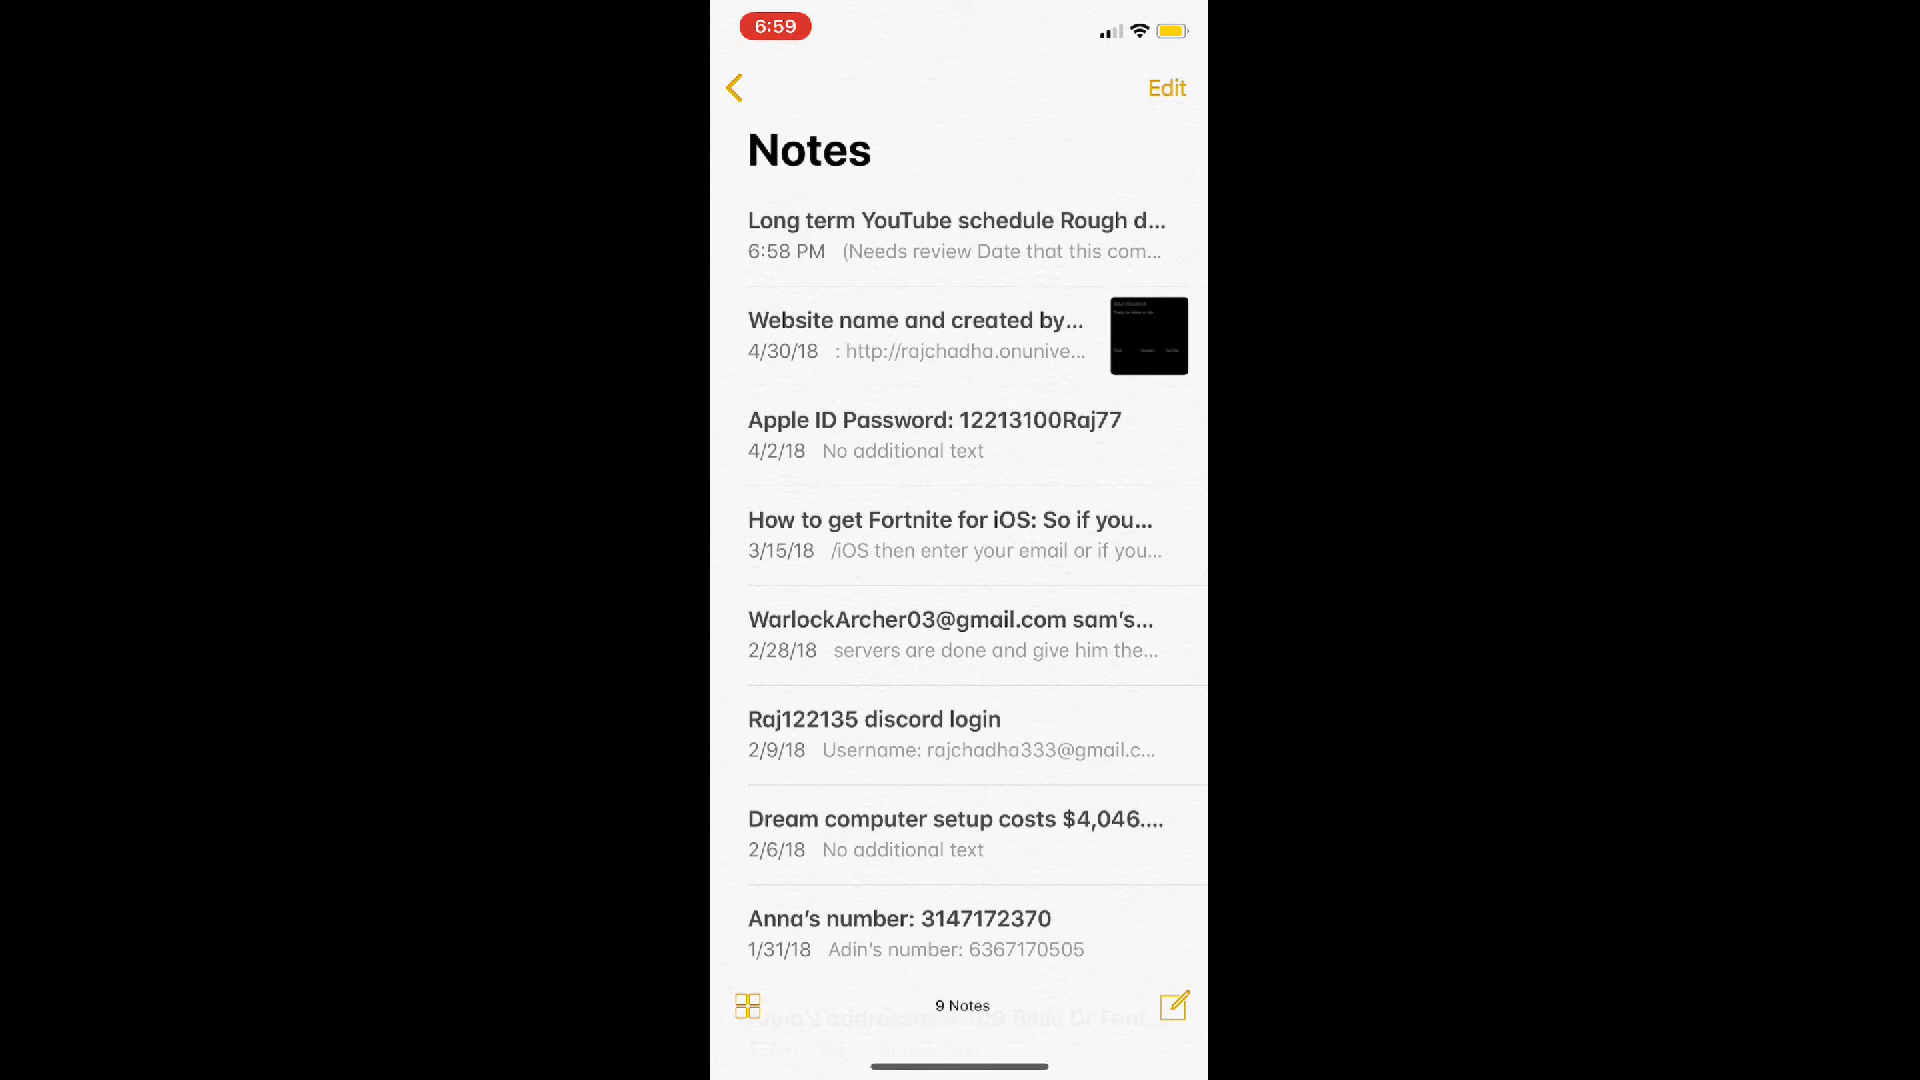 6:59
Edit
Notes
Long term YouTube schedule Rough d...
6:58 PM (Needs review Date that this com...
Website name and created by...
4/30/18 : http://rajchadha.onunive...
Apple ID Password: 12213100Raj77
4/2/18 No additional text
How to get Fortnite for iOS: So if you...
3/15/18 /iOS then enter your email or if you...
WarlockArcher03@gmail.com sam's...
2/28/18 servers are done and give him the...
Raj122135 discord login
2/9/18 Username: rajchadha333@gmail.c...
Dream computer setup costs $4,046....
2/6/18 No additional text
Anna's number: 3147172370
1/31/18 Adin's number: 6367170505
9 Notes